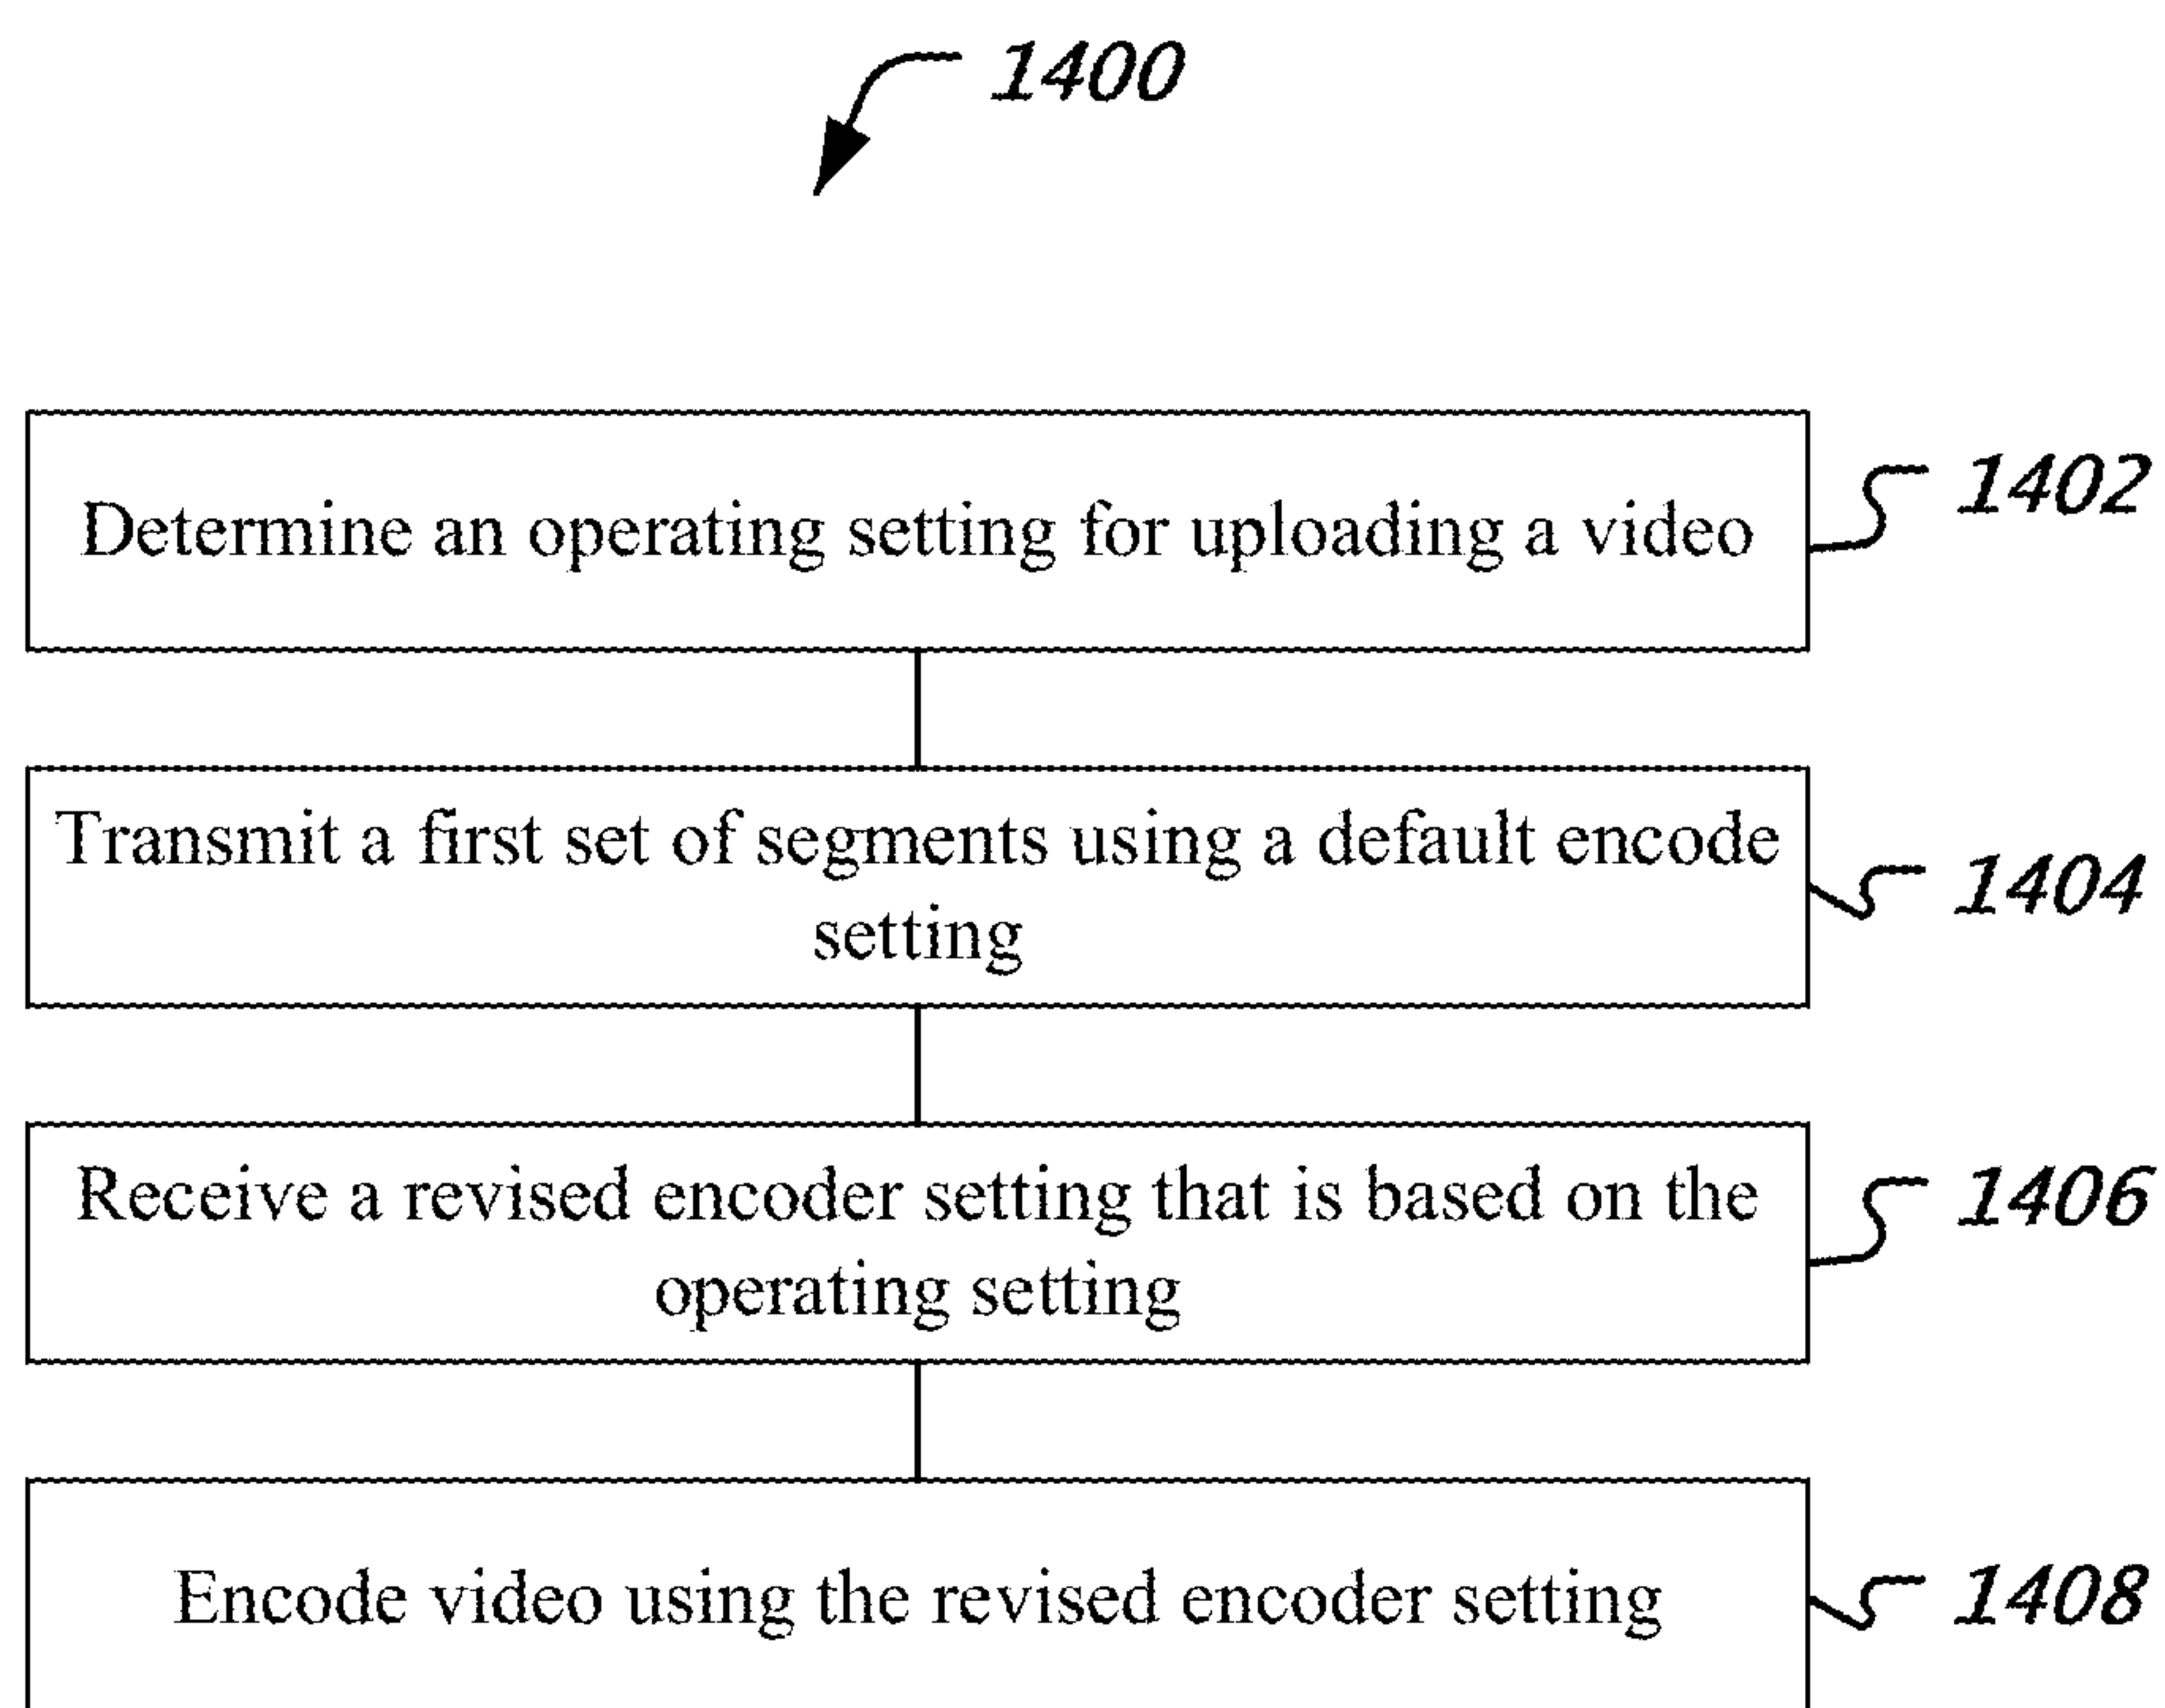 1400
Determine an operating setting for uploading a video
1402
Transmit a first set of segments using a default encode
setting
1404
Receive a revised encoder setting that is based on the
operating setting
1406
Encode video using the revised encoder setting
1408